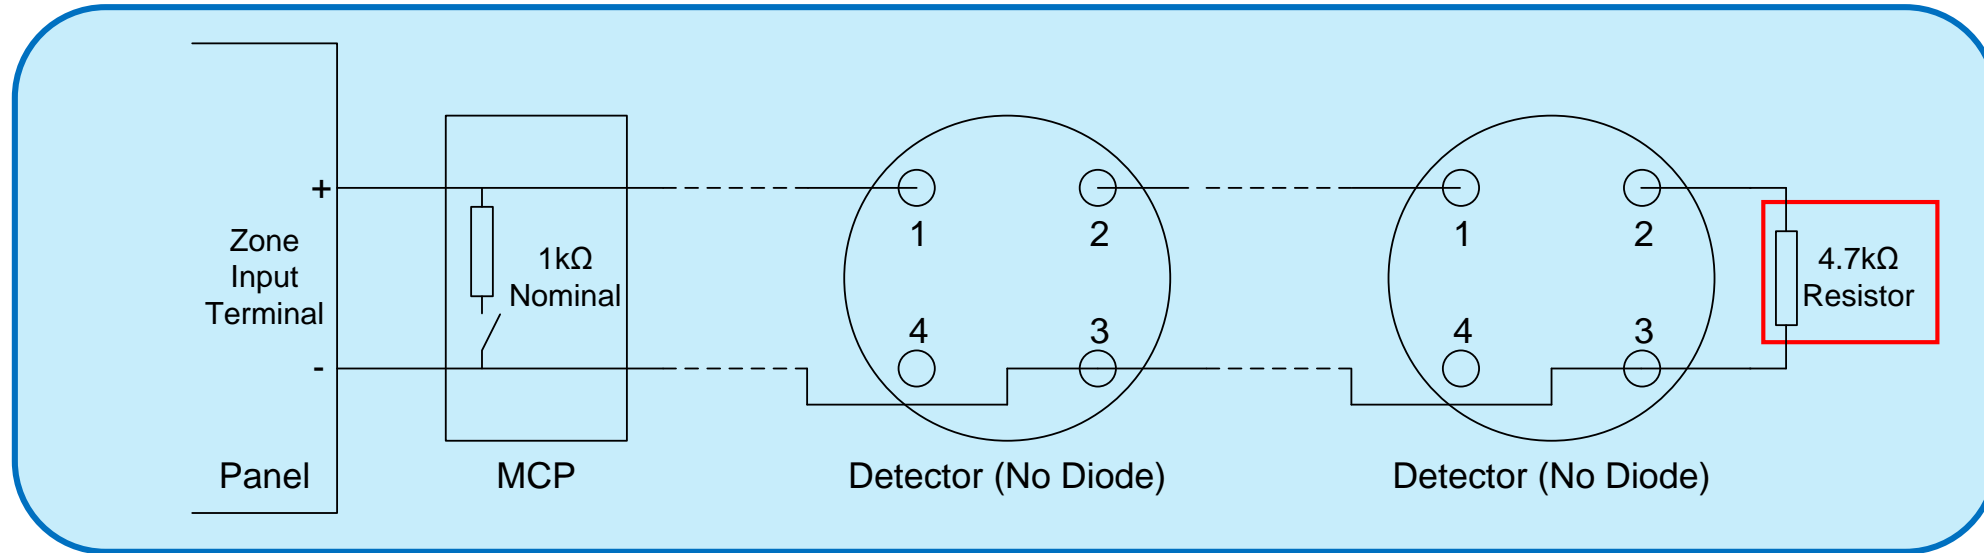 +
Zone
Input
Terminal
-
Panel
1kΩ
Nominal
MCP
1
2
4
3
Detector (No Diode)
1
2
4
3
Detector (No Diode)
4.7kΩ
Resistor